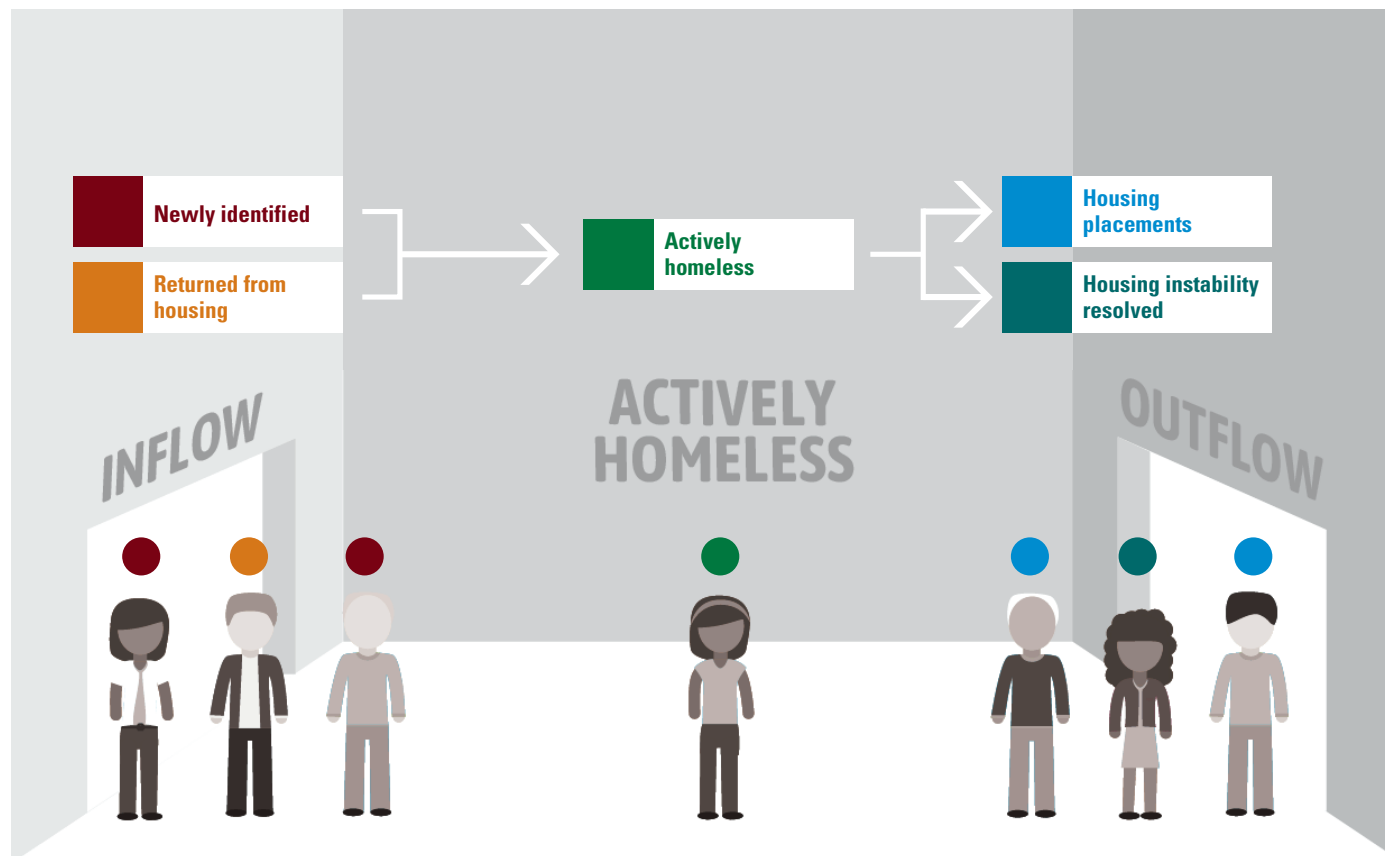 Newly identified
Returned from
housing
Actively
homeless
Housing
placements
Housing instability
resolved
INFLOW
ACTIVELY
HOMELESS
OUTFLOW